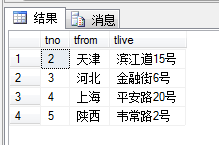 结果 消息
tno tfrom tlive
1 2 天津 滨江道15号
2 3 河北 金融街6号
3 4 上海 平安路20号
4 5 陕西 韦常路2号